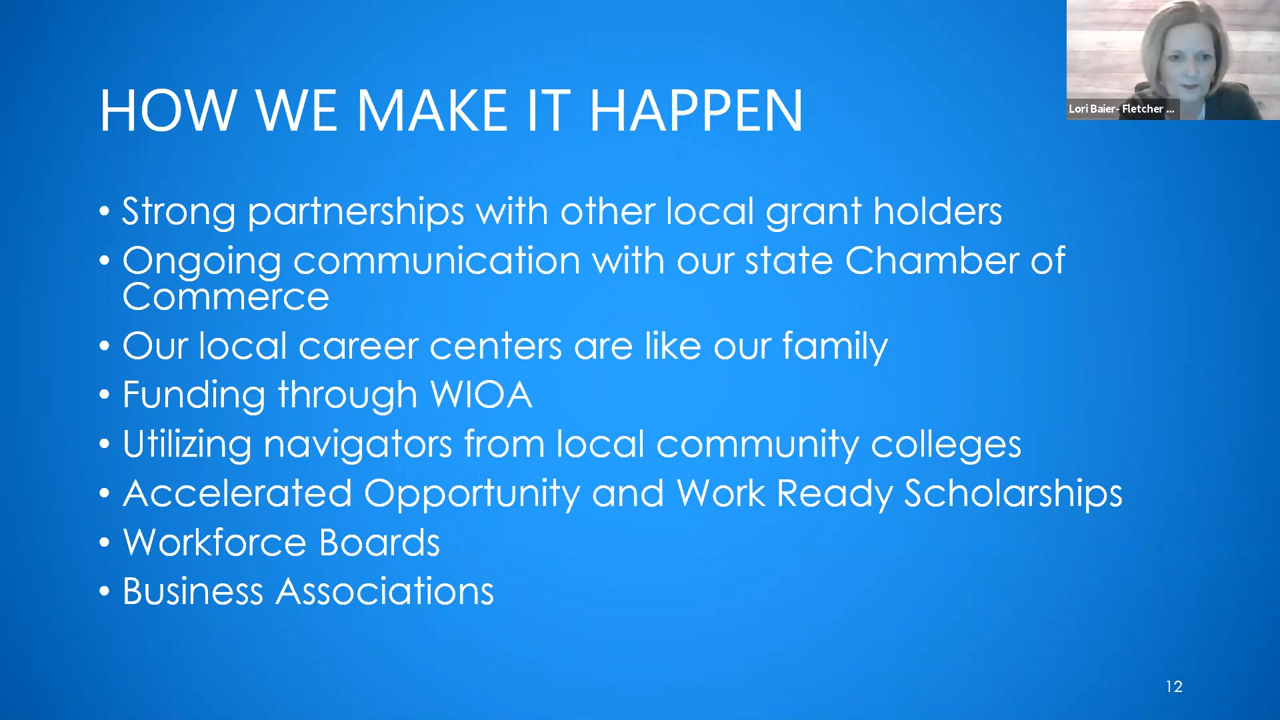 Lori Baier- Fletcher ...
HOW WE MAKE IT HAPPEN
• Strong partnerships with other local grant holders
• Ongoing communication with our state Chamber of
Commerce
• Our local career centers are like our family
• Funding through WIOA
• Utilizing navigators from local community colleges
• Accelerated Opportunity and Work Ready Scholarships
• Workforce Boards
• Business Associations
12